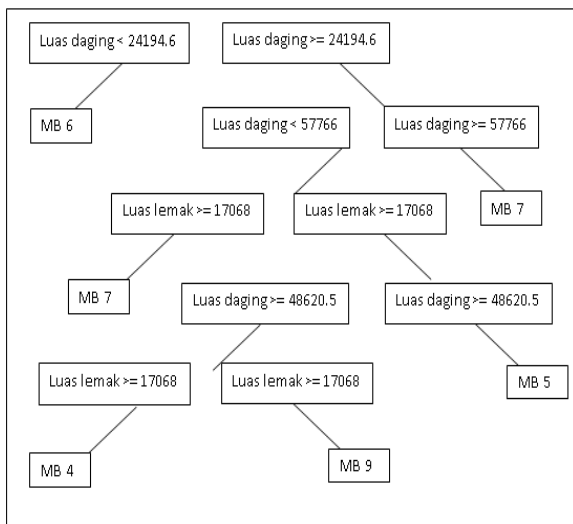 Luas daging < 24194.6
Luas daging >= 24194.6
MB 6
Luas daging < 57766
Luas daging >= 57766
Luas lemak >= 17068
Luas lemak >= 17068
MB 7
MB 7
Luas daging >= 48620.5
Luas daging >= 48620.5
Luas lemak >= 17068
Luas lemak >= 17068
MB 5
MB 4
MB 9